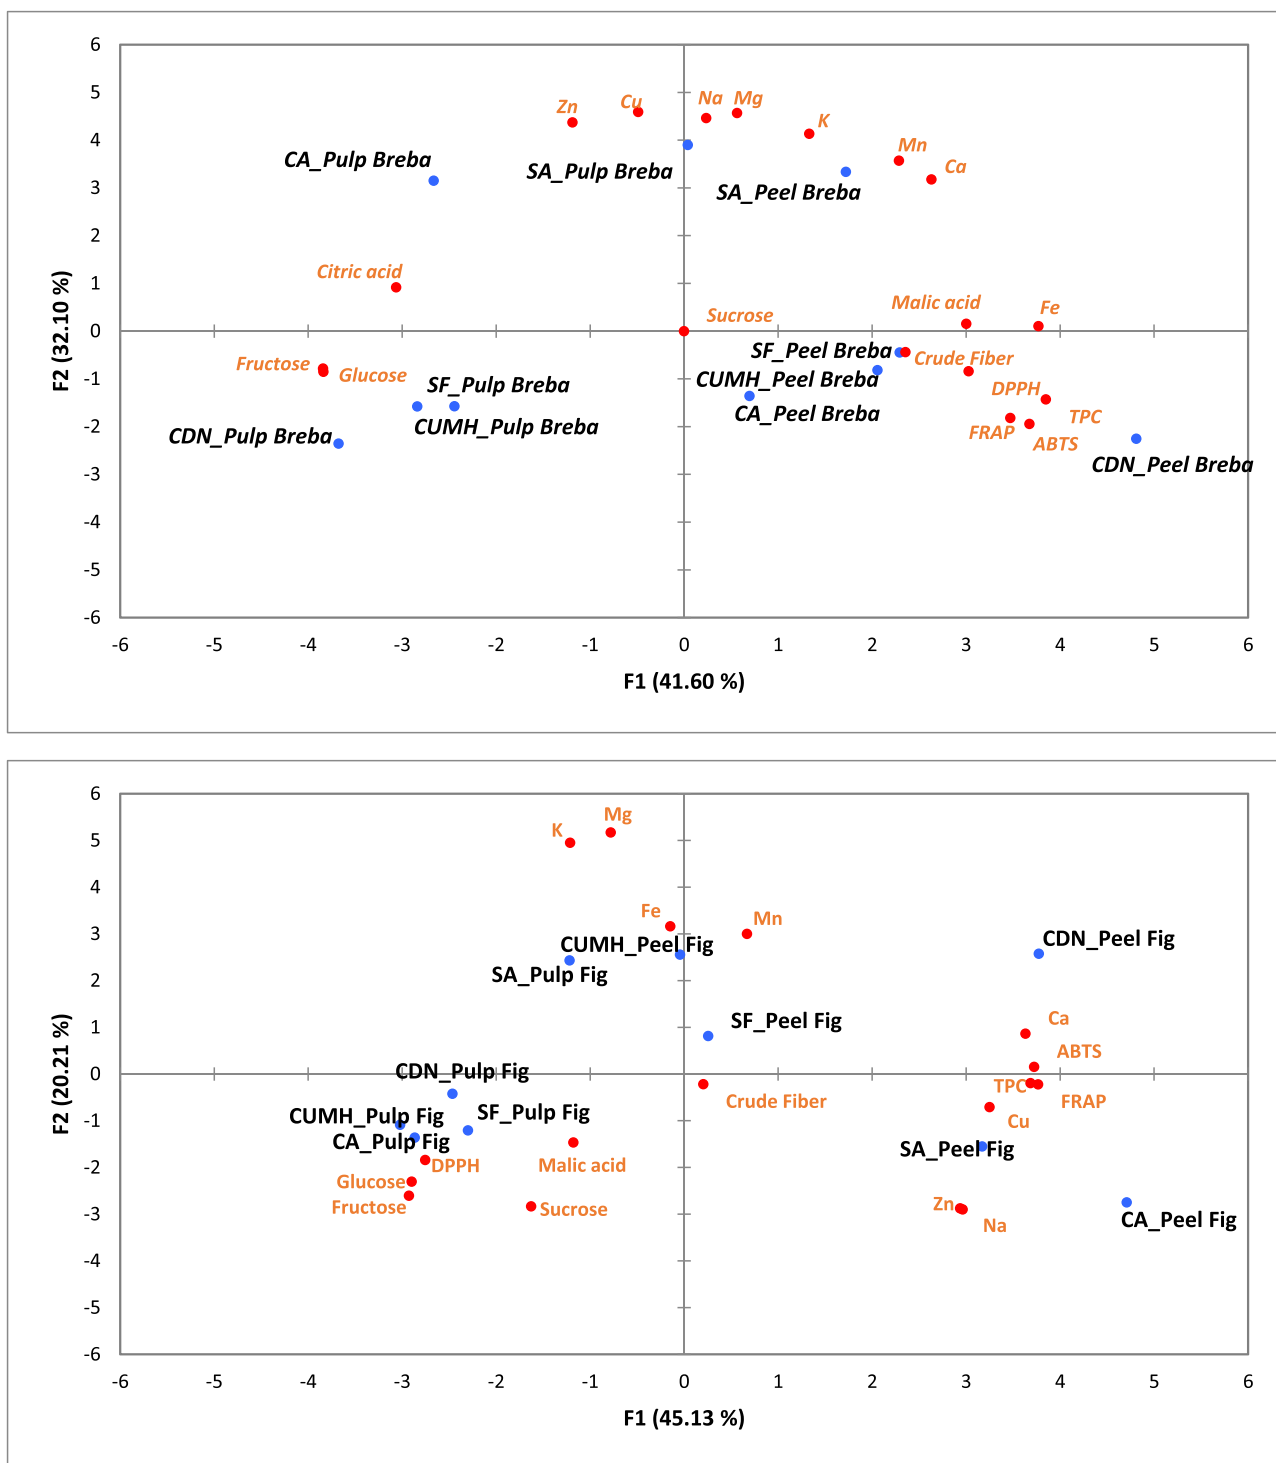 6
5
Zn
Cu
Na
Mg
4
K
CA_Pulp Breba
SA_Pulp Breba
Mn
Ca
3
SA_Peel Breba
2
1
Citric acid
Malic acid
Fe
Sucrose
0
F2 (32.10 %)
SF_Peel Breba
Crude Fiber
Fructose
Glucose
-1
CUMH_Peel Breba
DPPH
SF_Pulp Breba
CA_Peel Breba
TPC
-2
CDN_Pulp Breba
CUMH_Pulp Breba
FRAP
ABTS
CDN_Peel Breba
-3
-4
-5
-6
-6 -5 -4 -3 -2 -1 0 1 2 3 4 5 6
F1 (41.60 %)
6
Mg
K
5
4
Fe
Mn
3
CUMH_Peel Fig
CDN_Peel Fig
SA_Pulp Fig
2
SF_Peel Fig
Ca
1
ABTS
CDN_Pulp Fig
0
TPC
F2 (20.21 %)
Crude Fiber
FRAP
CUMH_Pulp Fig
SF_Pulp Fig
-1
Cu
CA_Pulp Fig
SA_Peel Fig
DPPH
Malic acid
-2
Glucose
Fructose
Sucrose
Zn
Na
CA_Peel Fig
-3
-4
-5
-6
-6 -5 -4 -3 -2 -1 0 1 2 3 4 5 6
F1 (45.13 %)